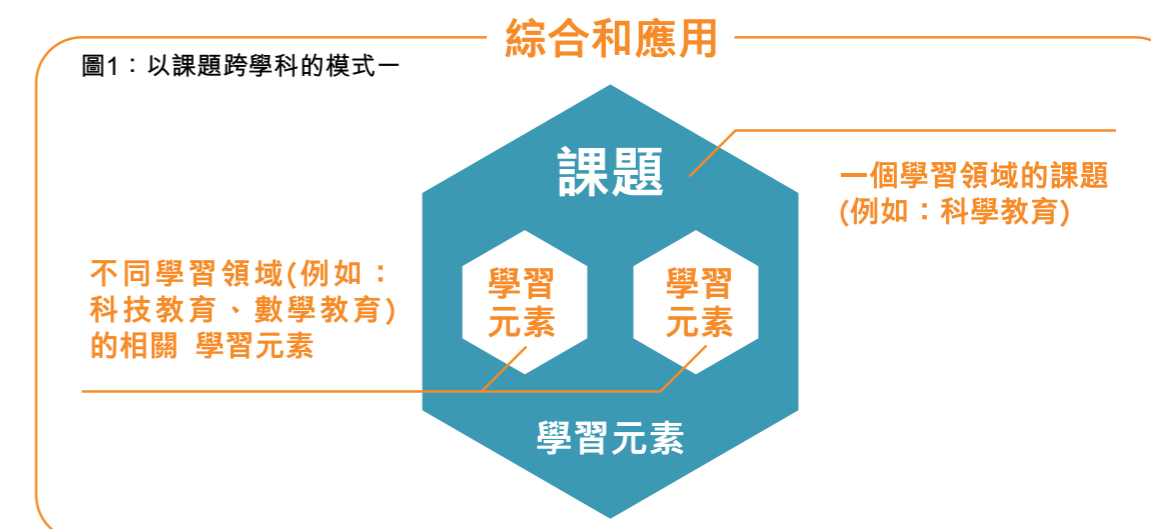 綜合和應用
圖1：以課題跨學科的模式一
課題
一個學習領域的課題
(例如：科學教育)
不同學習領域(例如：
科技教育、數學教育)
的相關 學習元素
學習
元素
學習
元素
學習元素